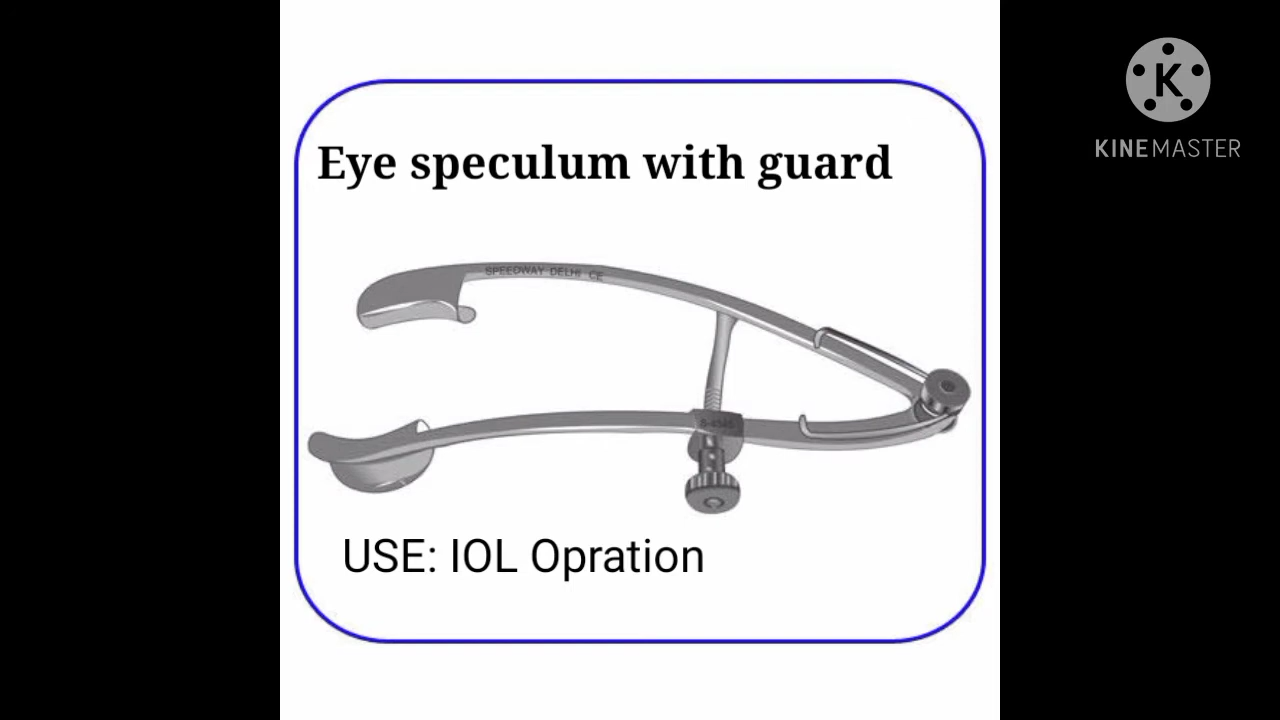 K
KINEMASTER
Eye speculum with guard
SPEEDWAY DELHI CE
USE: IOL Opration